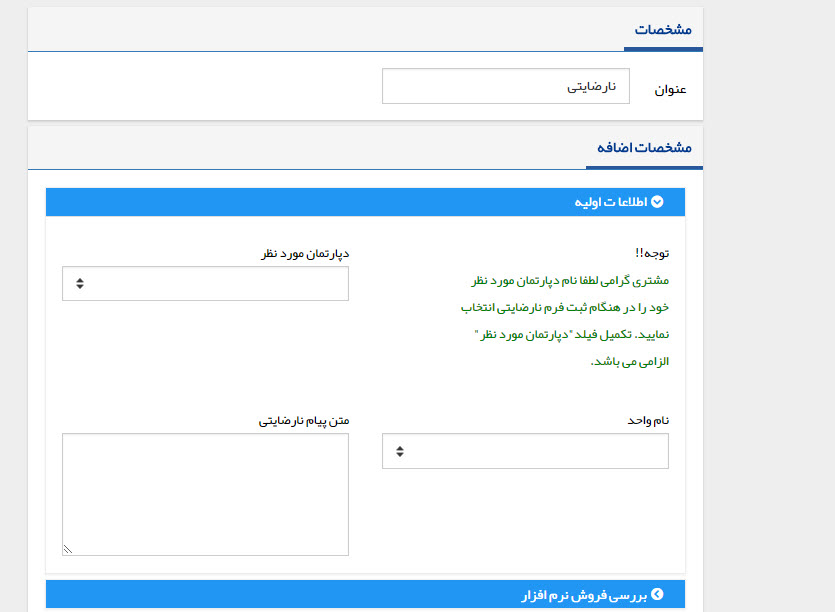 مشخصات
عنوان
نارضایتی
مشخصات اضافه
اطلاعا ت اولیه
توجه!!
مشتری گرامی لطفا نام دپارتمان مورد نظر
خود را در هنگام ثبت فرم نارضایتی انتخاب
نمایید. تکمیل فیلد "دپارتمان مورد نظر"
الزامی می باشد.
دپارتمان مورد نظر
نام واحد
متن پیام نارضایتی
بررسی فروش نرم افزار